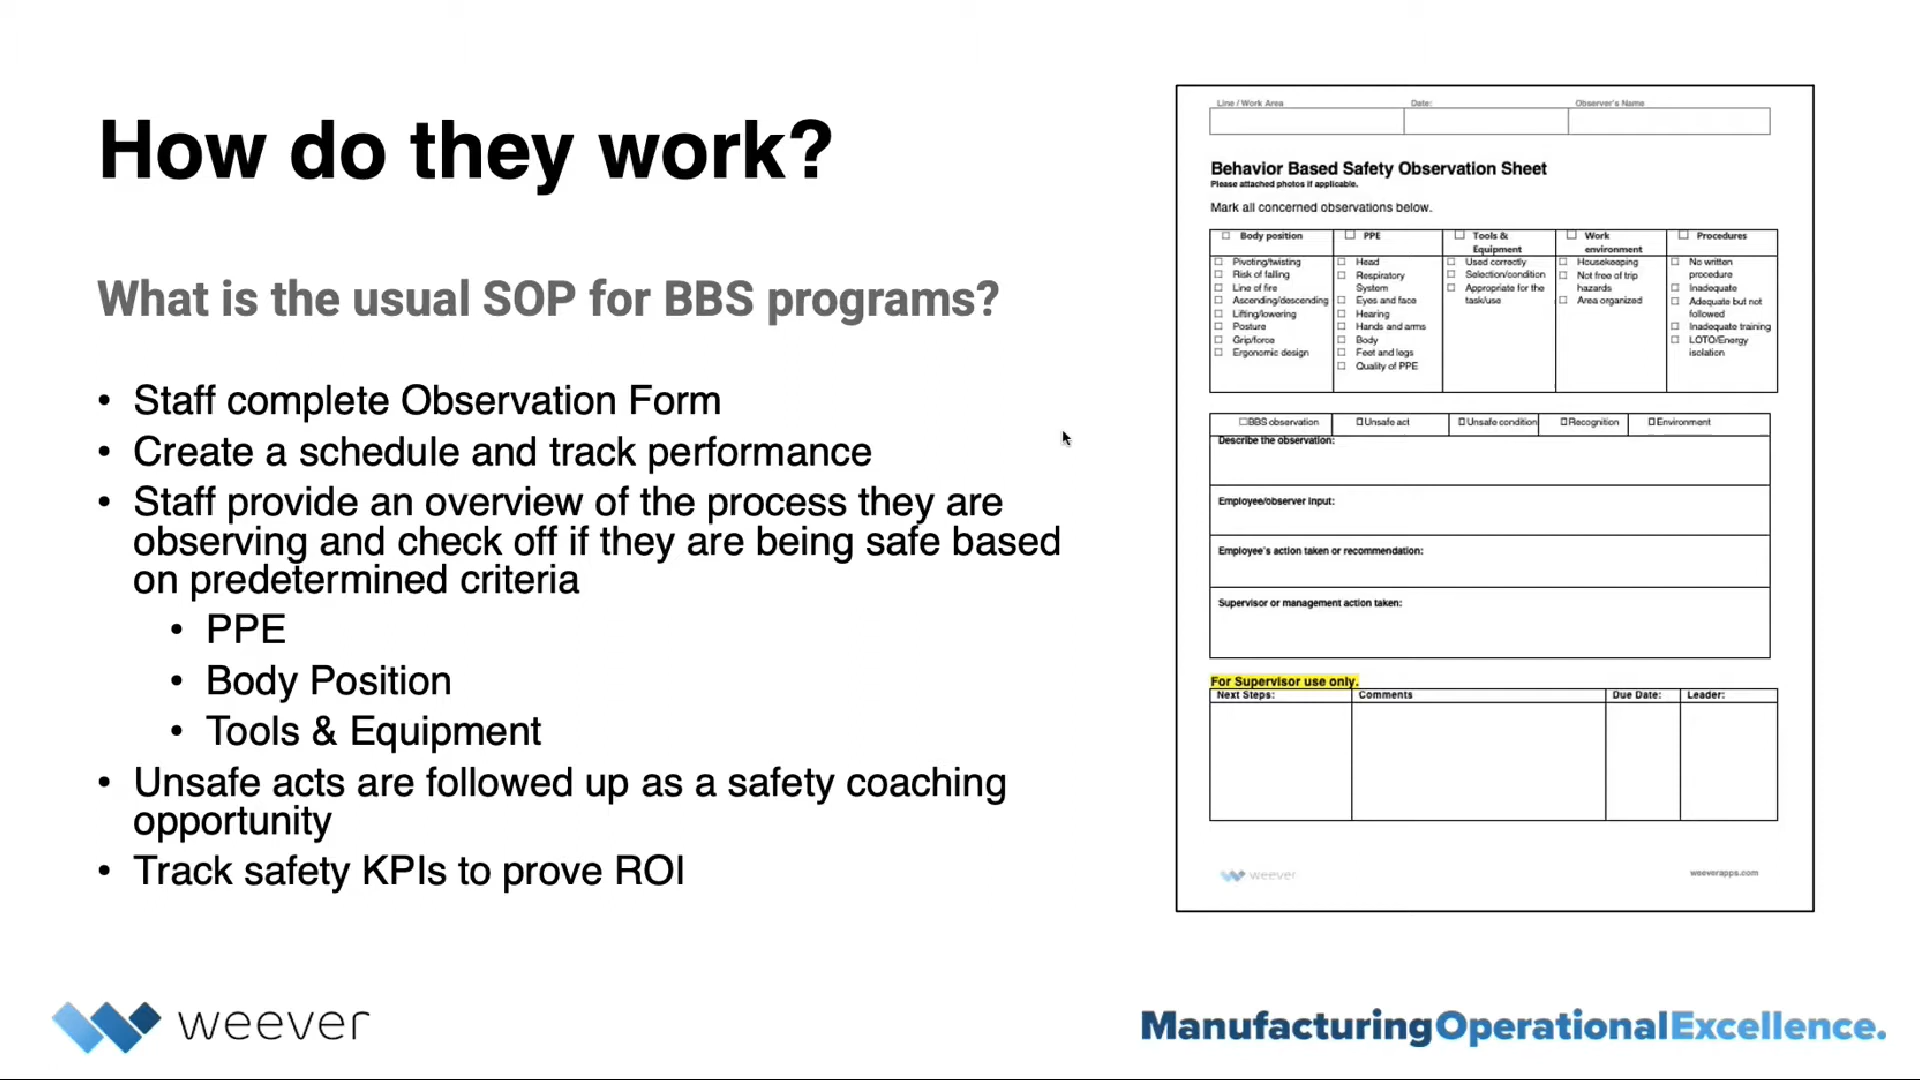 How do they work?
What is the usual SOP for BBS programs?
• Staff complete Observation Form
• Create a schedule and track performance
• Staff provide an overview of the process they are
observing and check off if they are being safe based
on predetermined criteria
• PPE
• Body Position
• Tools & Equipment
• Unsafe acts are followed up as a safety coaching
opportunity
• Track safety KPIs to prove ROI
Line / Work Area Date: Observer's Name
Behavior Based Safety Observation Sheet
Please attached photos if applicable.
Mark all concerned observations below.
☐ Body position
☐ Pivoting/twisting
☐ Risk of falling
☐ Line of fire
☐ Ascending/descending
☐ Lifting/lowering
☐ Posture
☐ Grip/force
☐ Ergonomic design
☐ PPE
☐ Head
☐ Respiratory
System
☐ Eyes and face
☐ Hearing
☐ Hands and arms
☐ Body
☐ Feet and legs
☐ Quality of PPE
☐ Tools &
Equipment
☐ Used correctly
☐ Selection/condition
☐ Appropriate for the
task/use
☐ Work
environment
☐ Housekeeping
☐ Not free of trip
hazards
☐ Area organized
☐ Procedures
☐ No written
procedure
☐ Inadequate
☐ Adequate but not
followed
☐ Inadequate training
☐ LOTO/Energy
isolation
☐BBS observation ☐Unsafe act ☐Unsafe condition ☐Recognition ☐Environment
Describe the observation:
Employee/observer input:
Employee's action taken or recommendation:
Supervisor or management action taken:
For Supervisor use only.
Next Steps: Comments Due Date: Leader:
weever weeverapps.com
weever
ManufacturingOperationalExcellence.